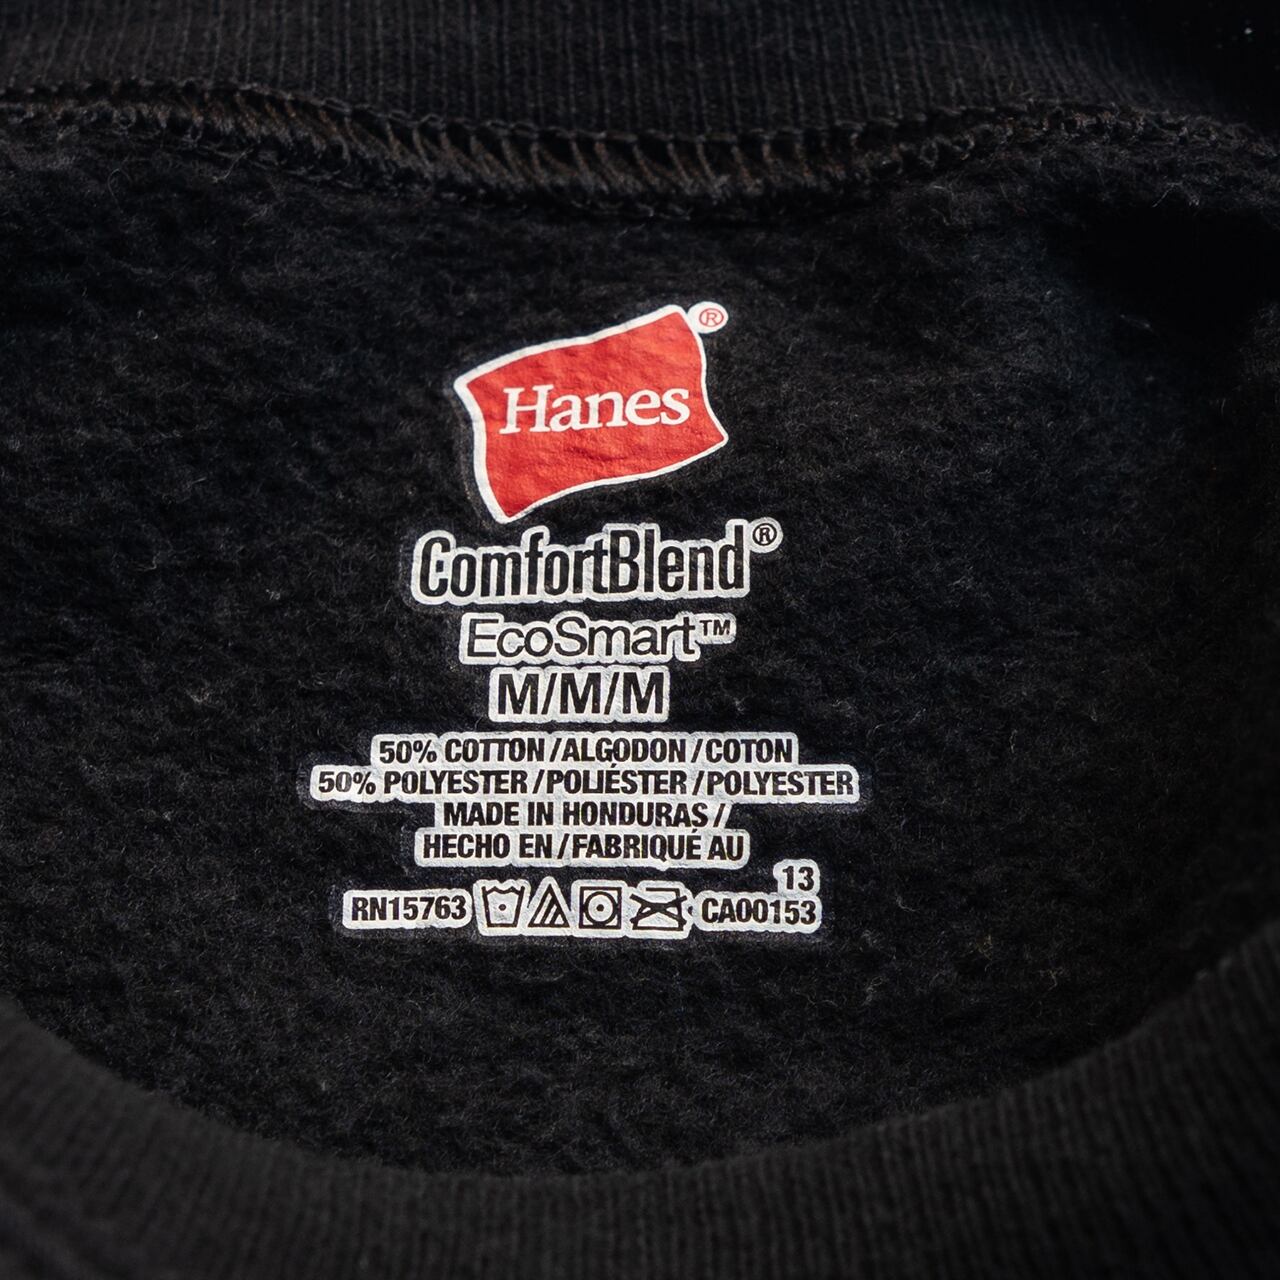 Hanes®
ComfortBlend®
EcoSmart™
M/M/M
50% COTTON/ALGODON/COTON
50% POLYESTER/POLIÉSTER/POLYESTER
MADE IN HONDURAS/
HECHO EN/FABRIQUÉ AU
13
RN15763 CA00153